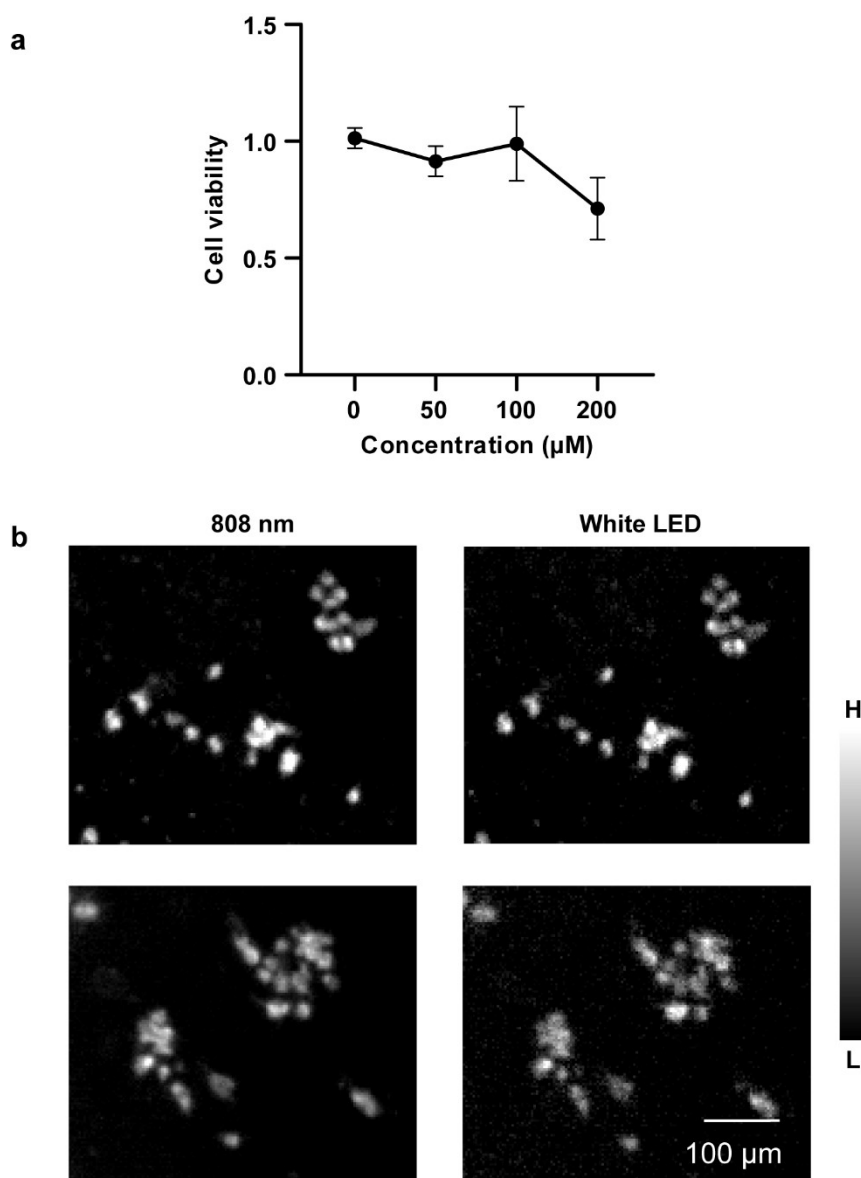 a
1.5
1.0
0.5
0.0
Cell viability
0 50 100 200
Concentration (µM)
b
808 nm
White LED
H
L
100 µm